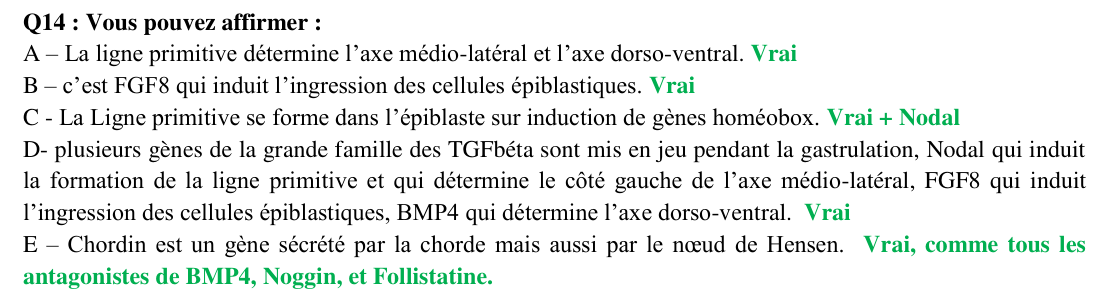 Q14 : Vous pouvez affirmer :
A – La ligne primitive détermine l’axe médio-latéral et l’axe dorso-ventral. Vrai
B – c’est FGF8 qui induit l’ingression des cellules épiblastiques. Vrai
C - La Ligne primitive se forme dans l’épiblaste sur induction de gènes homéobox. Vrai + Nodal
D- plusieurs gènes de la grande famille des TGFbéta sont mis en jeu pendant la gastrulation, Nodal qui induit
la formation de la ligne primitive et qui détermine le côté gauche de l’axe médio-latéral, FGF8 qui induit
l’ingression des cellules épiblastiques, BMP4 qui détermine l’axe dorso-ventral. Vrai
E – Chordin est un gène sécrété par la chorde mais aussi par le nœud de Hensen. Vrai, comme tous les
antagonistes de BMP4, Noggin, et Follistatine.